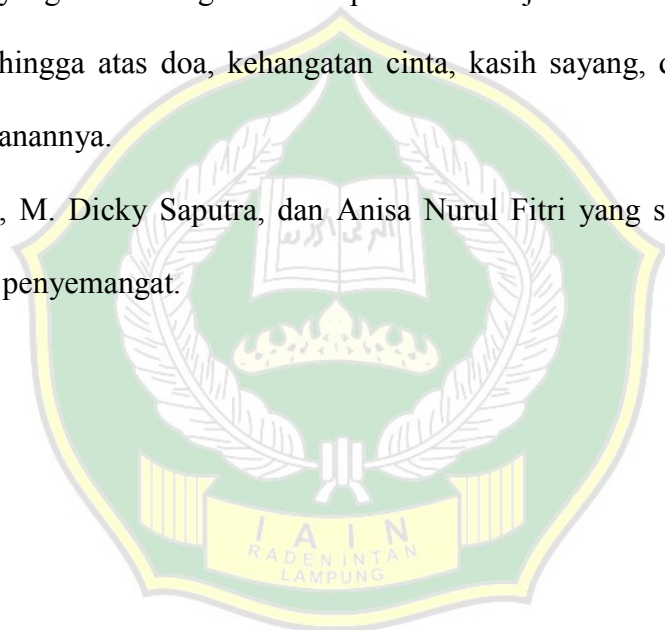 hingga atas doa, kehangatan cinta, kasih sayang,
anannya.
, M. Dicky Saputra, dan Anisa Nurul Fitri yang s
penyemangat.
I A I N
RADEN INTAN
LAMPUNG